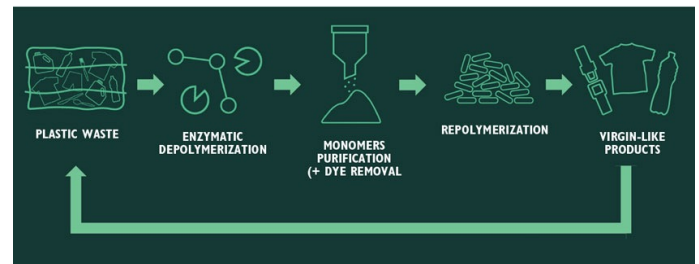 PLASTIC WASTE
ENZYMATIC
DEPOLYMERIZATION
MONOMERS
PURIFICATION
(+ DYE REMOVAL
REPOLYMERIZATION
VIRGIN-LIKE
PRODUCTS